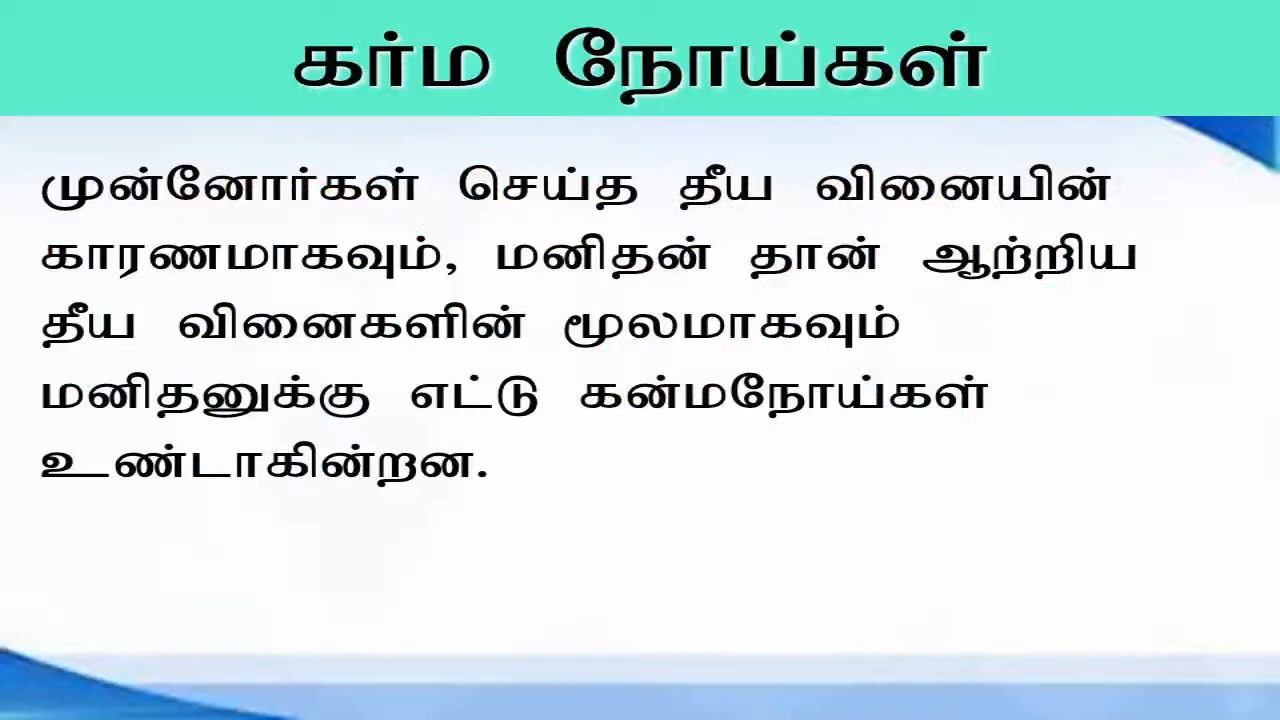 கர்ம நோய்கள்
முன்னோர்கள் செய்த தீய வினையின்
காரணமாகவும், மனிதன் தான் ஆற்றிய
தீய வினைகளின் மூலமாகவும்
மனிதனுக்கு எட்டு கன்மநோய்கள்
உண்டாகின்றன.